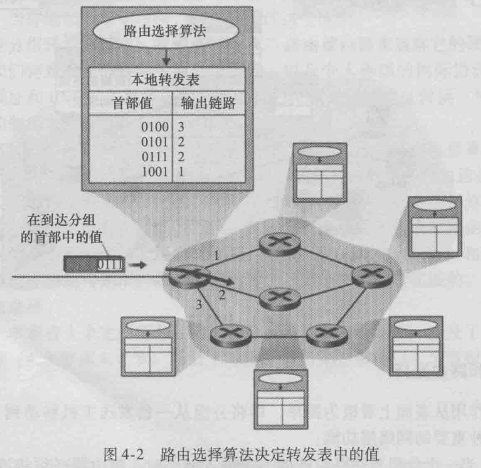 路由选择算法
本地转发表
首部值 输出链路
0100 3
0101 2
0111 2
1001 1
在到达分组
的首部中的值
0111
1
2
3
图4-2 路由选择算法决定转发表中的值